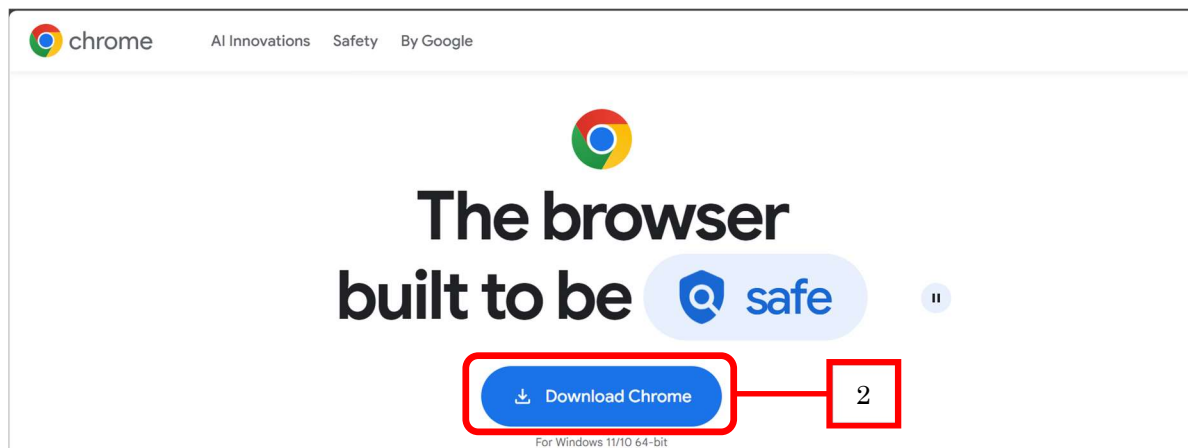 chrome AI Innovations Safety By Google
The browser
built to be safe
Download Chrome
2
For Windows 11/10 64-bit